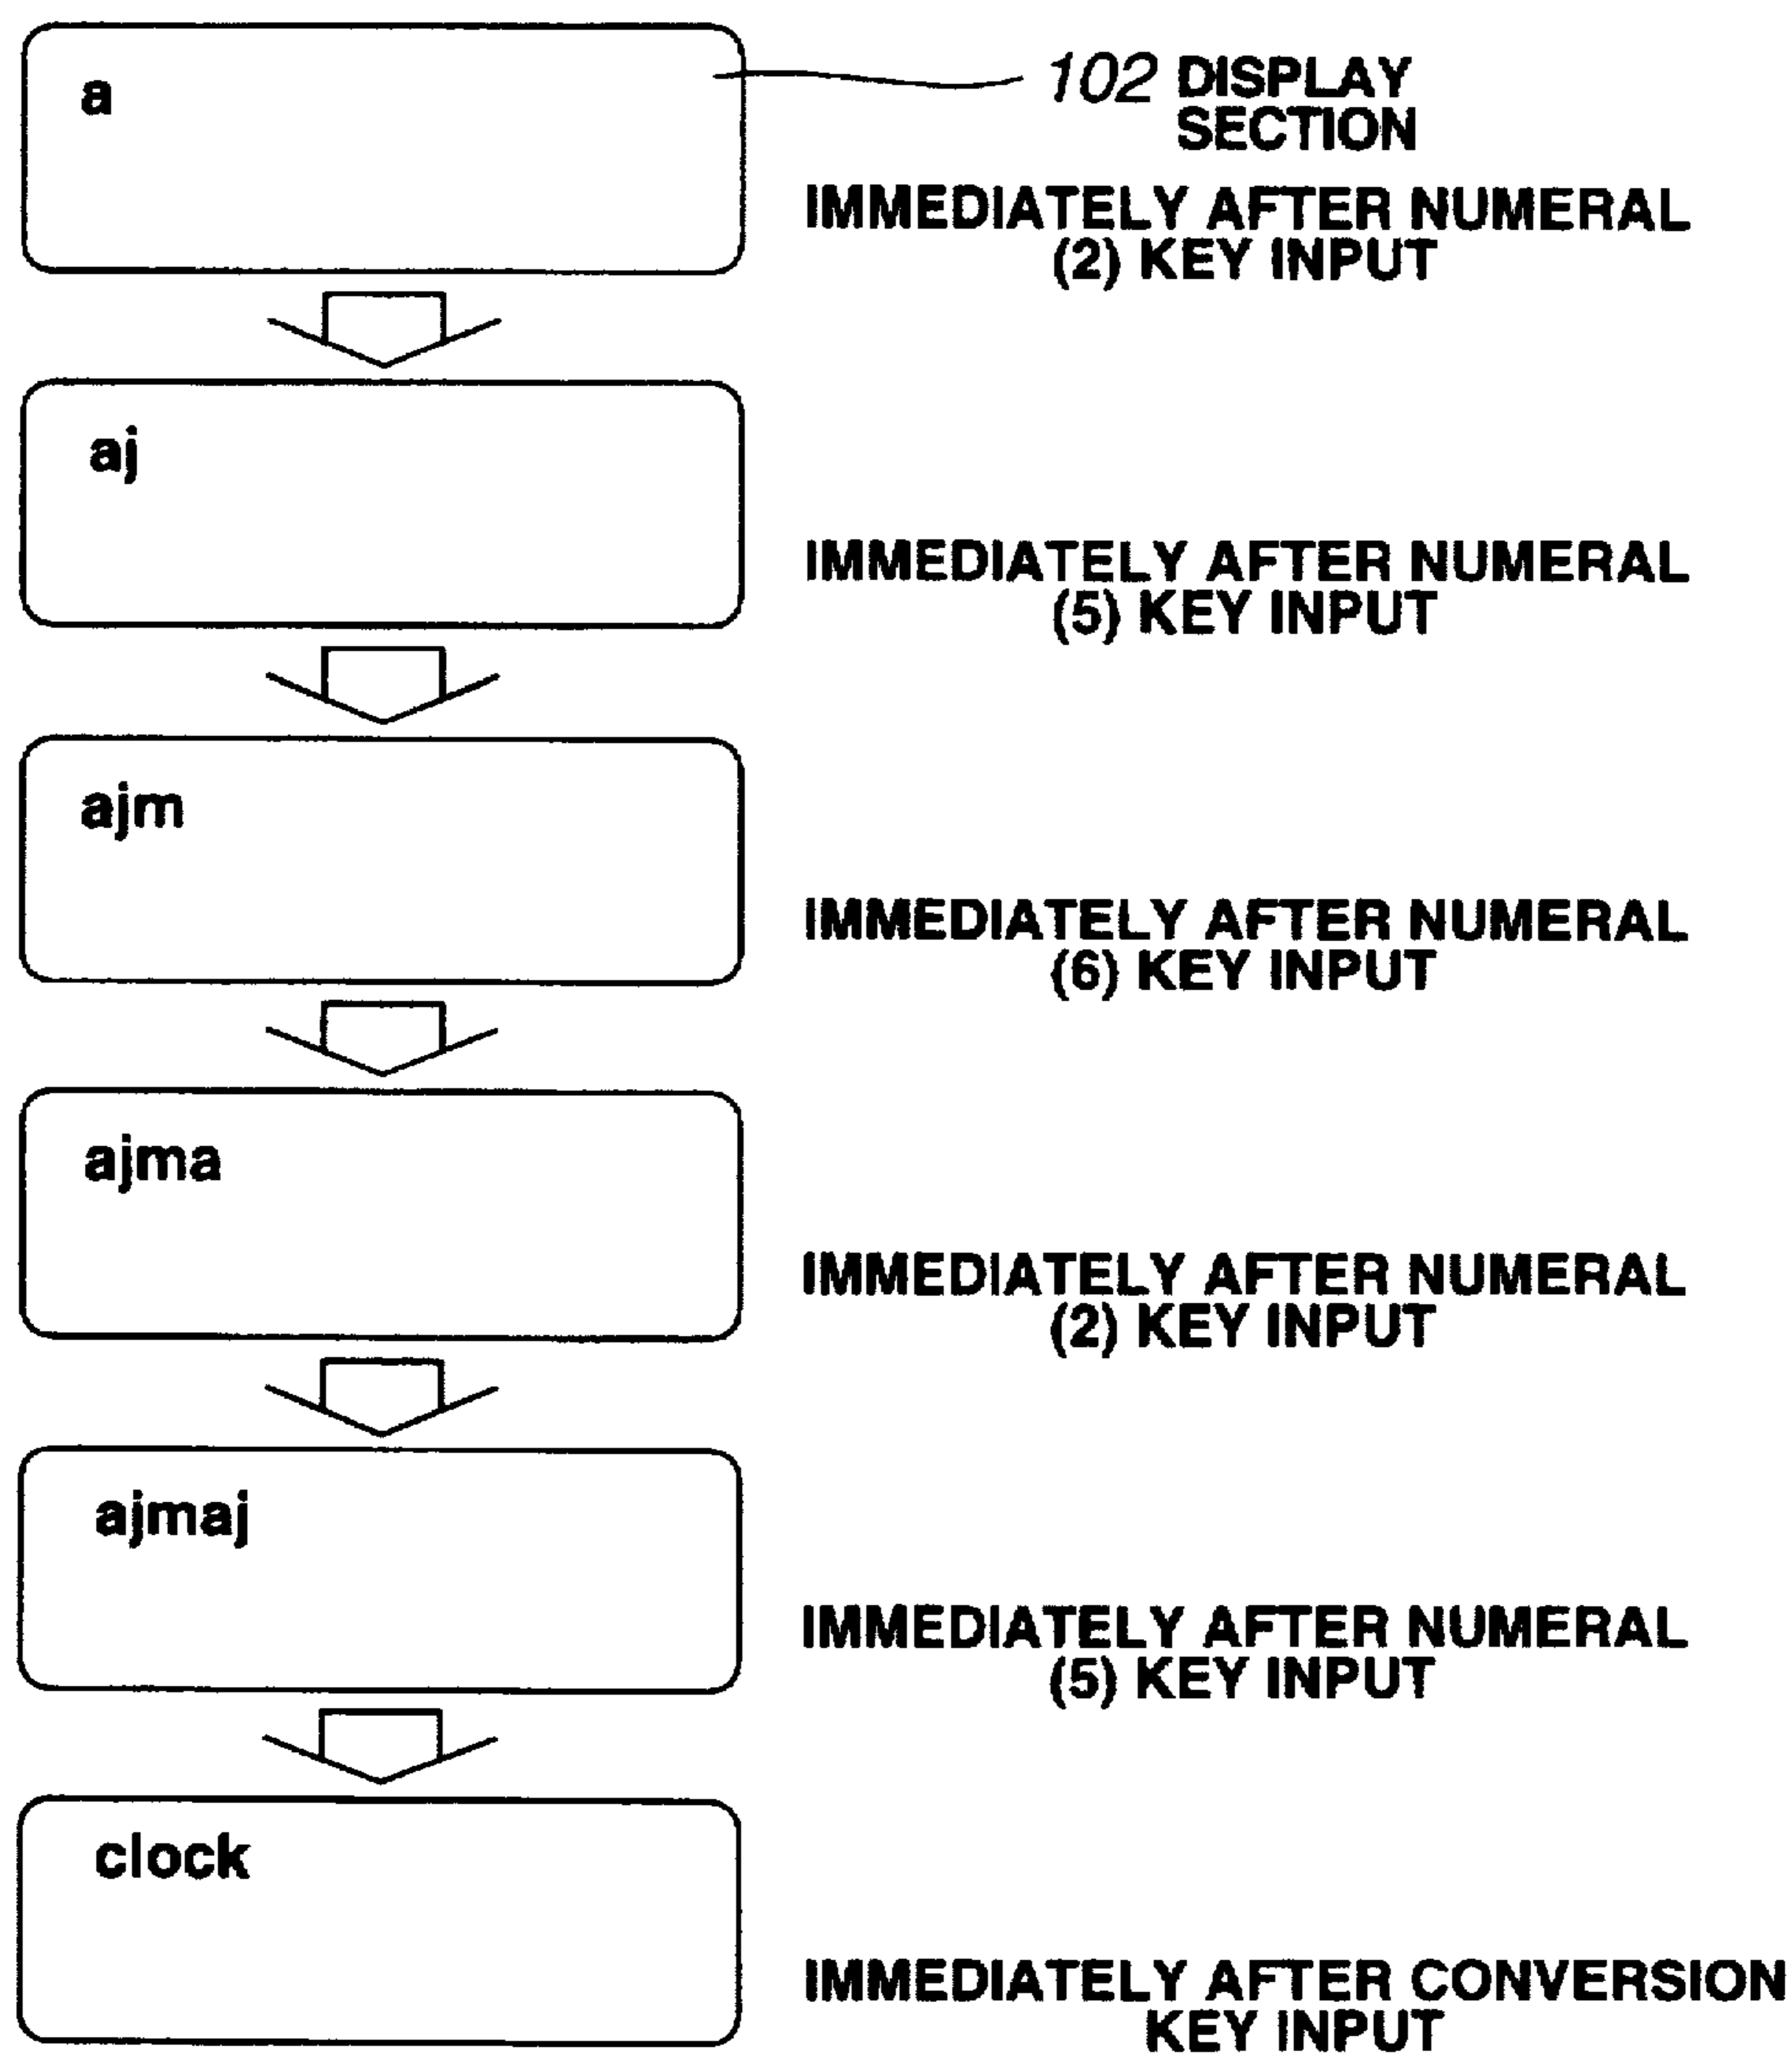 a
102 DISPLAY
SECTION
IMMEDIATELY AFTER NUMERAL
(2) KEY INPUT
aj
IMMEDIATELY AFTER NUMERAL
(5) KEY INPUT
ajm
IMMEDIATELY AFTER NUMERAL
(6) KEY INPUT
ajma
IMMEDIATELY AFTER NUMERAL
(2) KEY INPUT
ajmaj
IMMEDIATELY AFTER NUMERAL
(5) KEY INPUT
clock
IMMEDIATELY AFTER CONVERSION
KEY INPUT